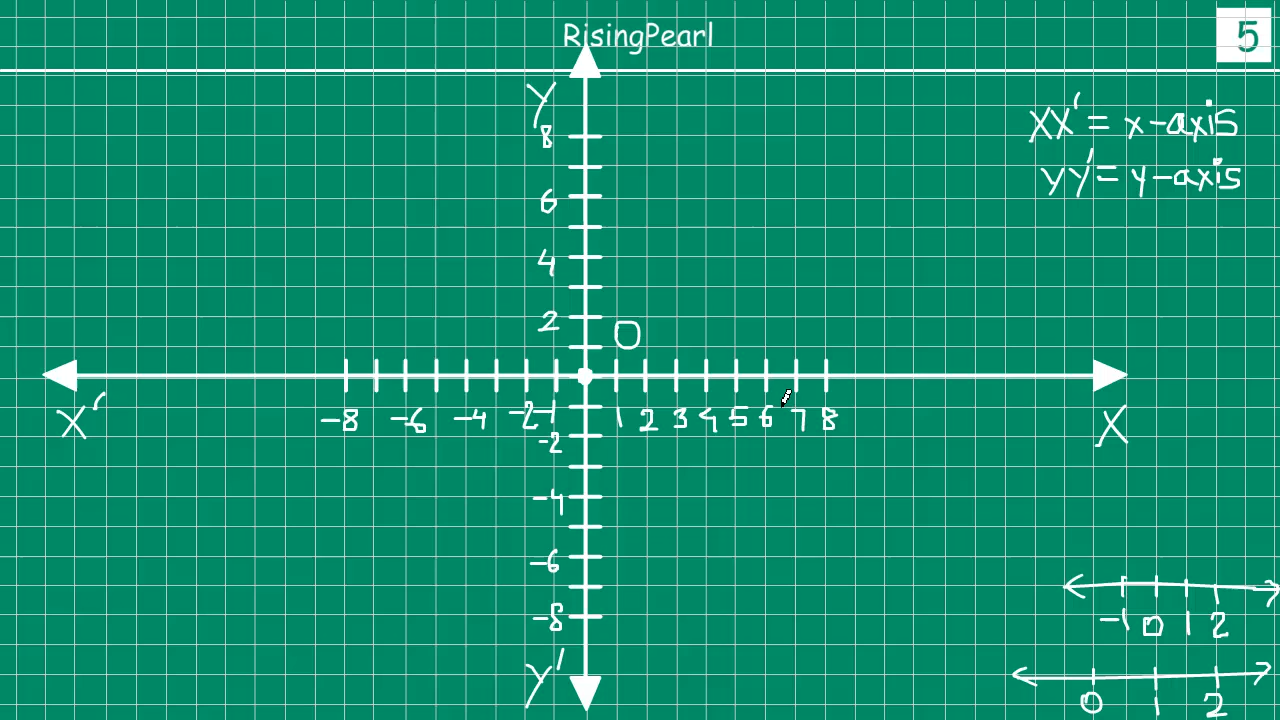 RisingPearl
5
XX' = x-axis
yy' = y-axis
Y
8
6
4
2
O
X'
-8 -6 -4 -2 -1 1 2 3 4 5 6 7 8
X
-2
-4
-6
-8
Y'
-1 0 1 2
0 1 2